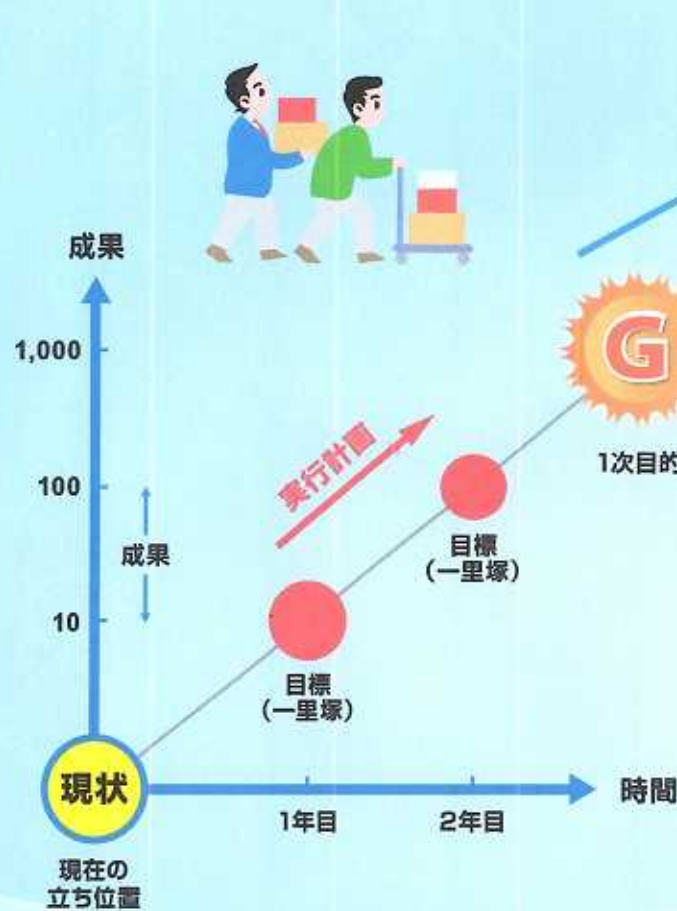 成果
1,000
G
実行計画
1次目的
100
成果
目標
（一里塚）
10
目標
（一里塚）
現状
時間
1年目
2年目
現在の
立ち位置